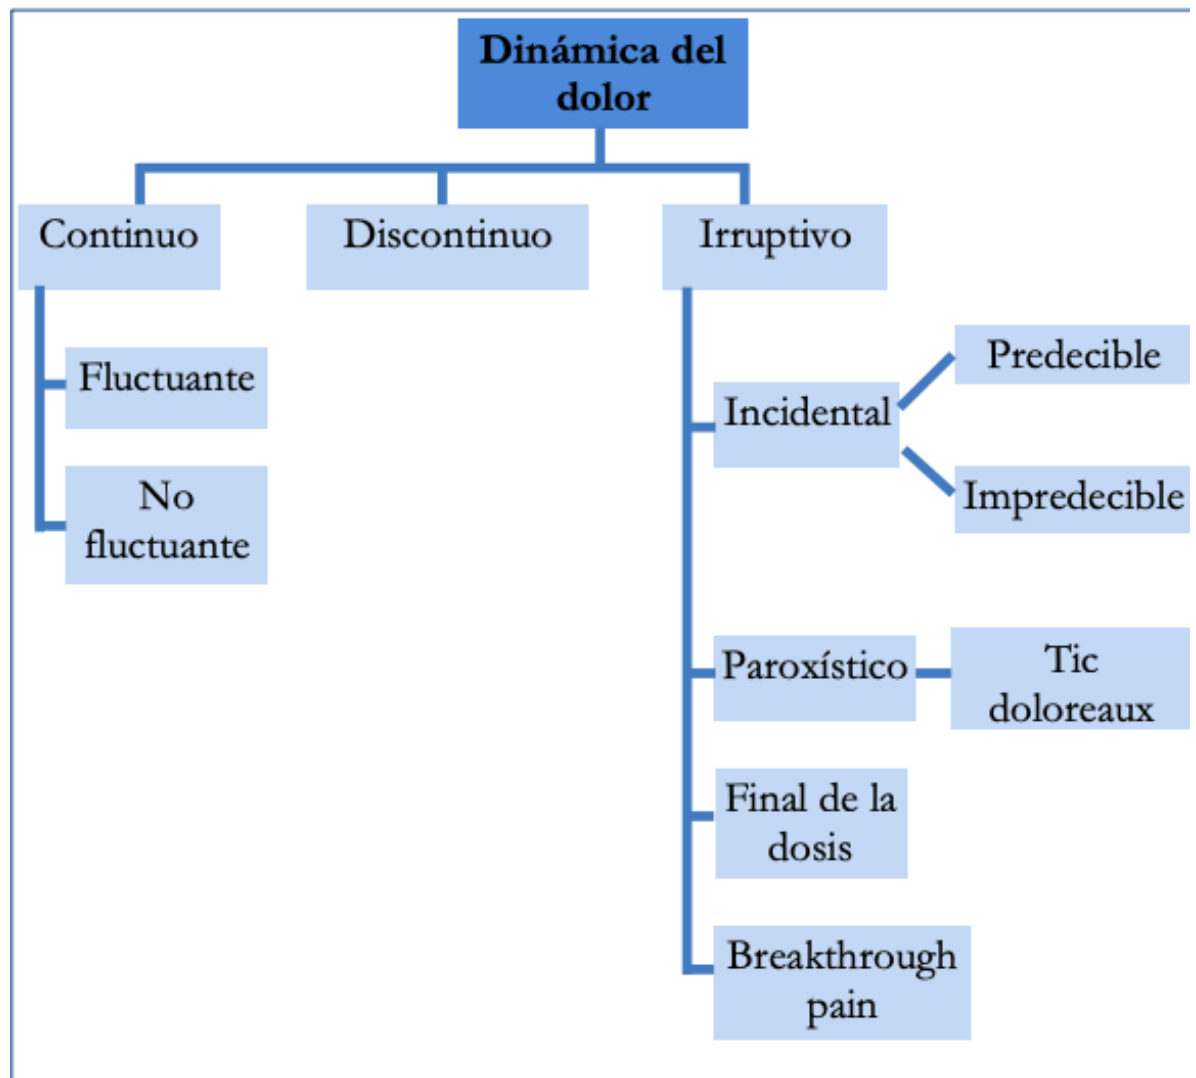 Dinámica del
dolor
Continuo
Discontinuo
Irruptivo
Fluctuante
No
fluctuante
Incidental
Predecible
Impredecible
Paroxístico
Tic
doloreaux
Final de la
dosis
Breakthrough
pain